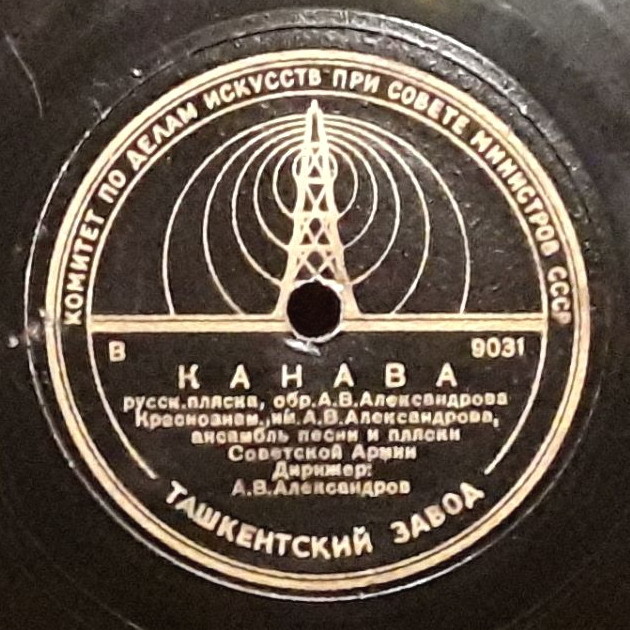 КОМИТЕТ ПО ДЕЛАМ ИСКУССТВ ПРИ СОВЕТЕ МИНИСТРОВ СССР
В 9031
КАНАВА
русск.пляска, обр.А.В.Александрова
Краснознам.,им.А.В.Александрова,
ансамбль песни и пляски
Советской Армии
Дирижер:
А.В.Александров
ТАШКЕНТСКИЙ ЗАВОД